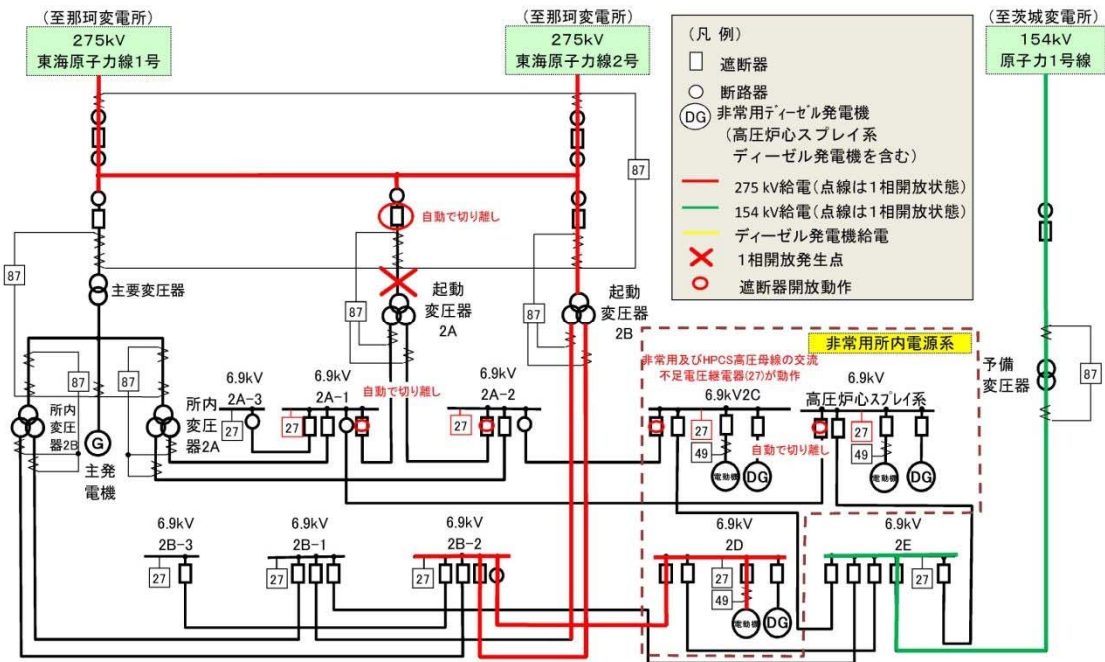 (至那珂変電所)
275kV
東海原子力線1号
(至那珂変電所)
275kV
東海原子力線2号
(至茨城変電所)
154kV
原子力1号線
(凡 例)
遮断器
断路器
DG
非常用ディーゼル発電機
(高圧炉心スプレイ系
ディーゼル発電機を含む)
275 kV給電(点線は1相開放状態)
154 kV給電(点線は1相開放状態)
ディーゼル発電機給電
1相開放発生点
遮断器開放動作
87
自動で切り離し
87
主要変圧器
87
起動
変圧器
2A
87
起動
変圧器
2B
87
87
所内
変圧
器2B
G
主発
電機
所内
変圧
器2A
6.9kV
2A-3
27
6.9kV
2A-1
27
自動で切り離し
6.9kV
2A-2
27
非常用所内電源系
非常用及びHPCS高圧母線の交流
不足電圧継電器(27)が動作
6.9kV2C
27
49
電動機
DG
6.9kV
高圧炉心スプレイ系
27
自動で切り離し
49
電動機
DG
予備
変圧器
87
6.9kV
2B-3
27
6.9kV
2B-1
27
6.9kV
2B-2
27
6.9kV
2D
27
49
電動機
DG
6.9kV
2E
27